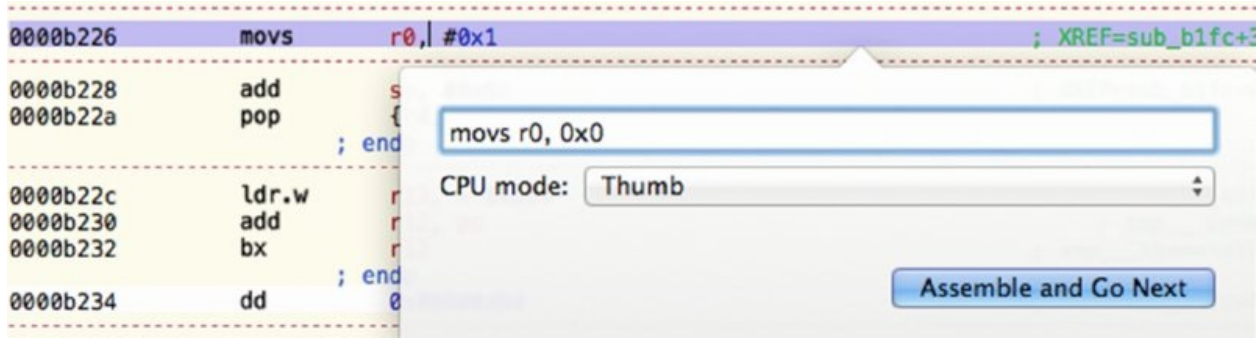 0000b226 movs r0, #0x1 ; XREF=sub_b1fc+3
0000b228 add
0000b22a pop {
; end
movs r0, 0x0
CPU mode: Thumb
0000b22c ldr.w
0000b230 add
0000b232 bx
; end
0000b234 dd
Assemble and Go Next